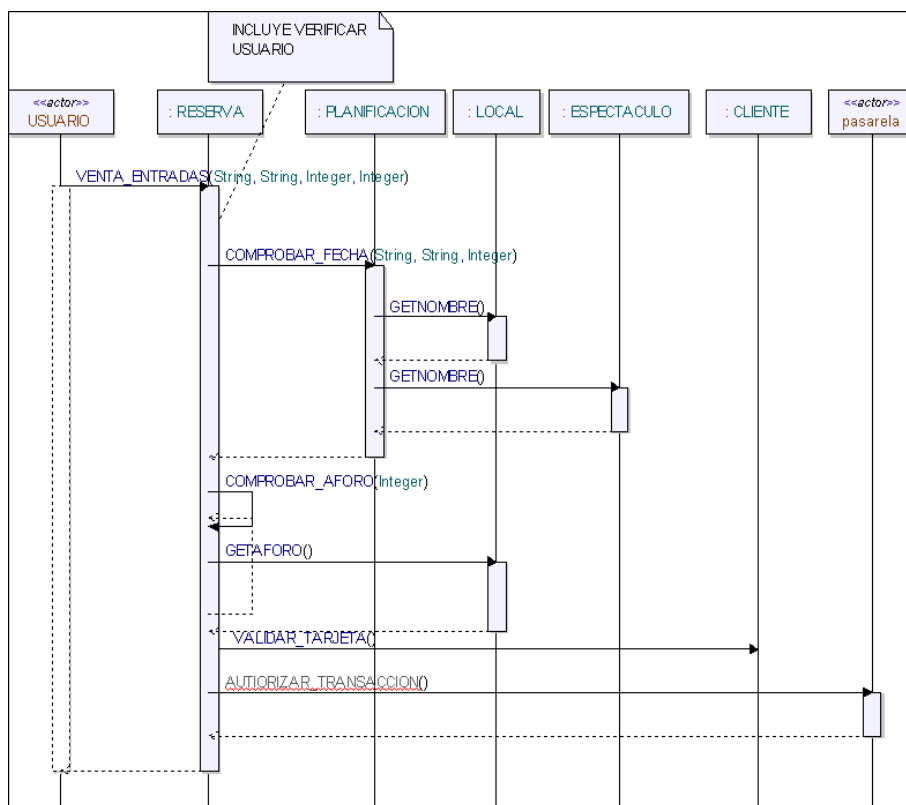 INCLUYE VERIFICAR
USUARIO
<<actor>>
USUARIO
: RESERVA
: PLANIFICACION
: LOCAL
: ESPECTACULO
: CLIENTE
<<actor>>
pasarela
VENTA_ENTRADAS(String, String, Integer, Integer)
COMPROBAR_FECHA(String, String, Integer)
GETNOMBRE()
GETNOMBRE()
COMPROBAR_AFORO(Integer)
GETAFORO()
VALIDAR_TARJETA()
AUTIORIZAR_TRANSACCION()